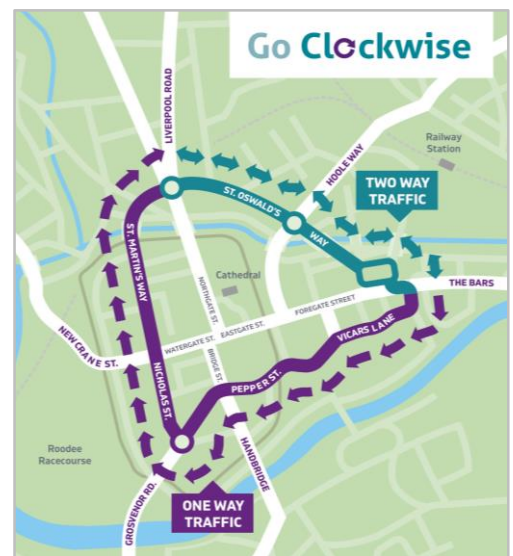 Go Clockwise
LIVERPOOL ROAD
HOOLE WAY
Railway
Station
TWO WAY
TRAFFIC
ST. OSWALD'S
WAY
ST. MARTIN'S WAY
NORTHGATE ST.
Cathedral
THE BARS
FOREGATE STREET
EASTGATE ST.
WATERGATE ST.
NEW CRANE ST.
BRIDGE ST.
VICARS LANE
PEPPER ST.
NICHOLAS ST.
Roodee
Racecourse
GROSVENOR RD.
HANDBRIDGE
ONE WAY
TRAFFIC